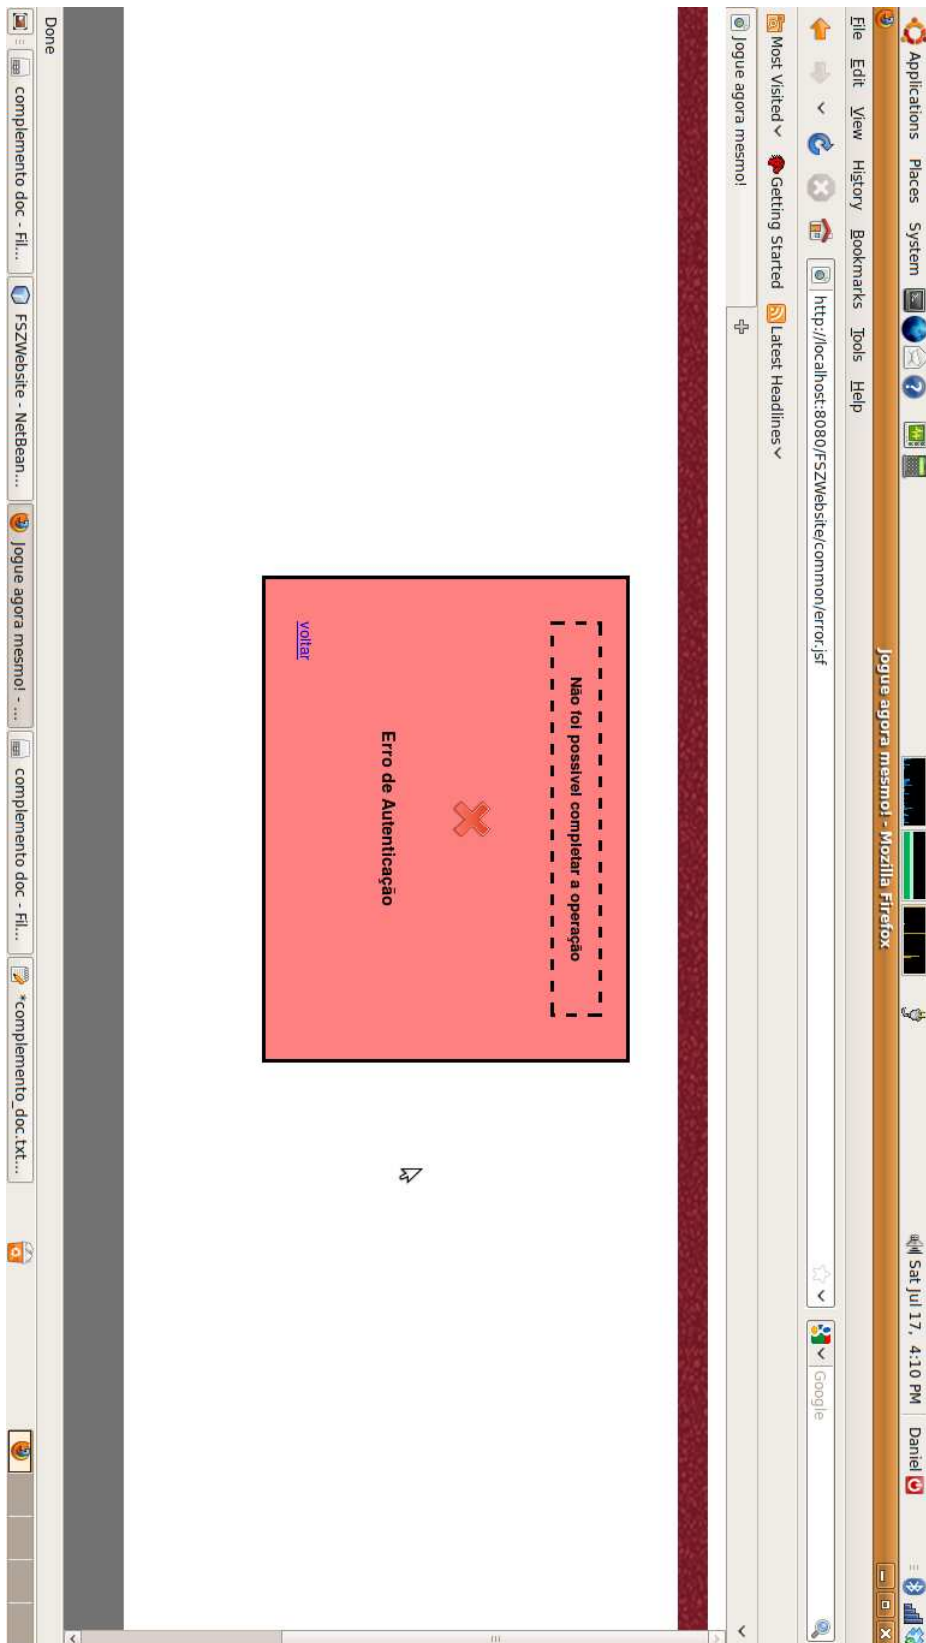 Applications Places System
Sat Jul 17, 4:10 PM Daniel
Jogue agora mesmo! - Mozilla Firefox
File Edit View History Bookmarks Tools Help
http://localhost:8080/FSZWebsite/common/error.jsf
Google
Most Visited Getting Started Latest Headlines
Jogue agora mesmo!
Não foi possível completar a operação
Erro de Autenticação
voltar
Done
complemento doc - Fil... FSZWebsite - NetBean... Jogue agora mesmo! - ... complemento doc - Fil... *complemento_doc.txt...